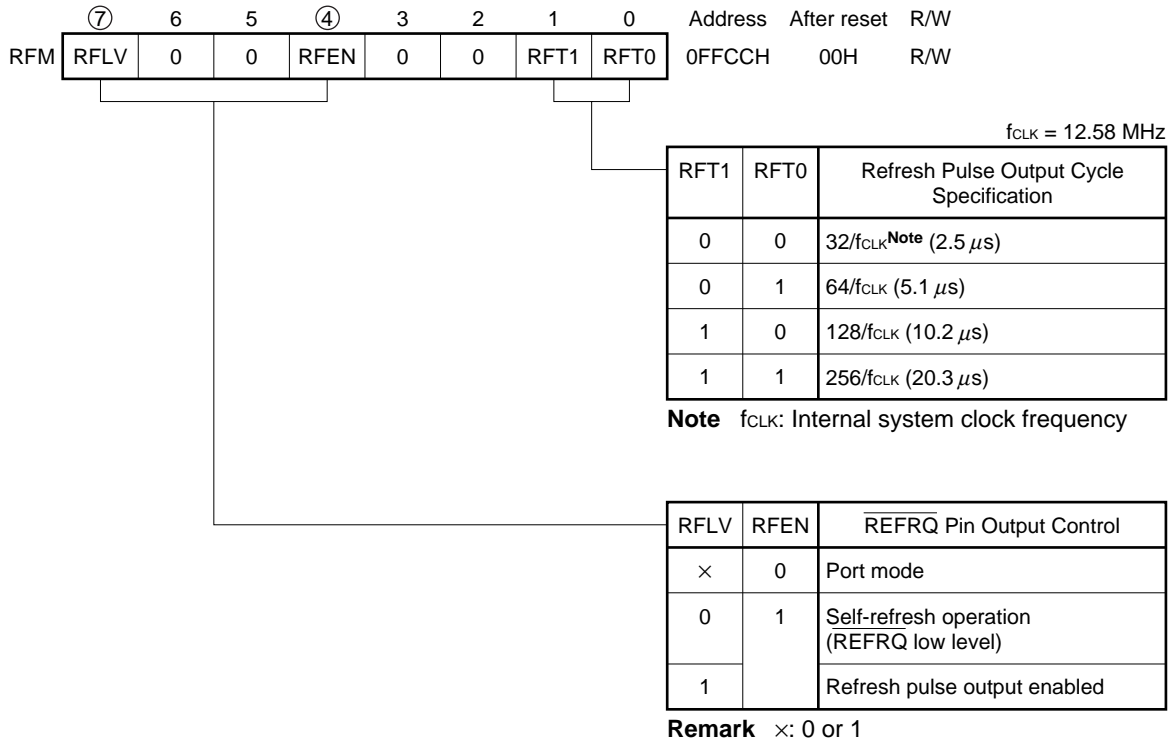 ⑦ 6 5 ④ 3 2 1 0 Address After reset R/W
RFM RFLV 0 0 RFEN 0 0 RFT1 RFT0 0FFCCH 00H R/W
fCLK = 12.58 MHz
RFT1 RFT0 Refresh Pulse Output Cycle
Specification
0 0 32/fCLKNote (2.5 μs)
0 1 64/fCLK (5.1 μs)
1 0 128/fCLK (10.2 μs)
1 1 256/fCLK (20.3 μs)
Note fCLK: Internal system clock frequency
RFLV RFEN REFRQ Pin Output Control
× 0 Port mode
0 1 Self-refresh operation
(REFRQ low level)
1 Refresh pulse output enabled
Remark ×: 0 or 1